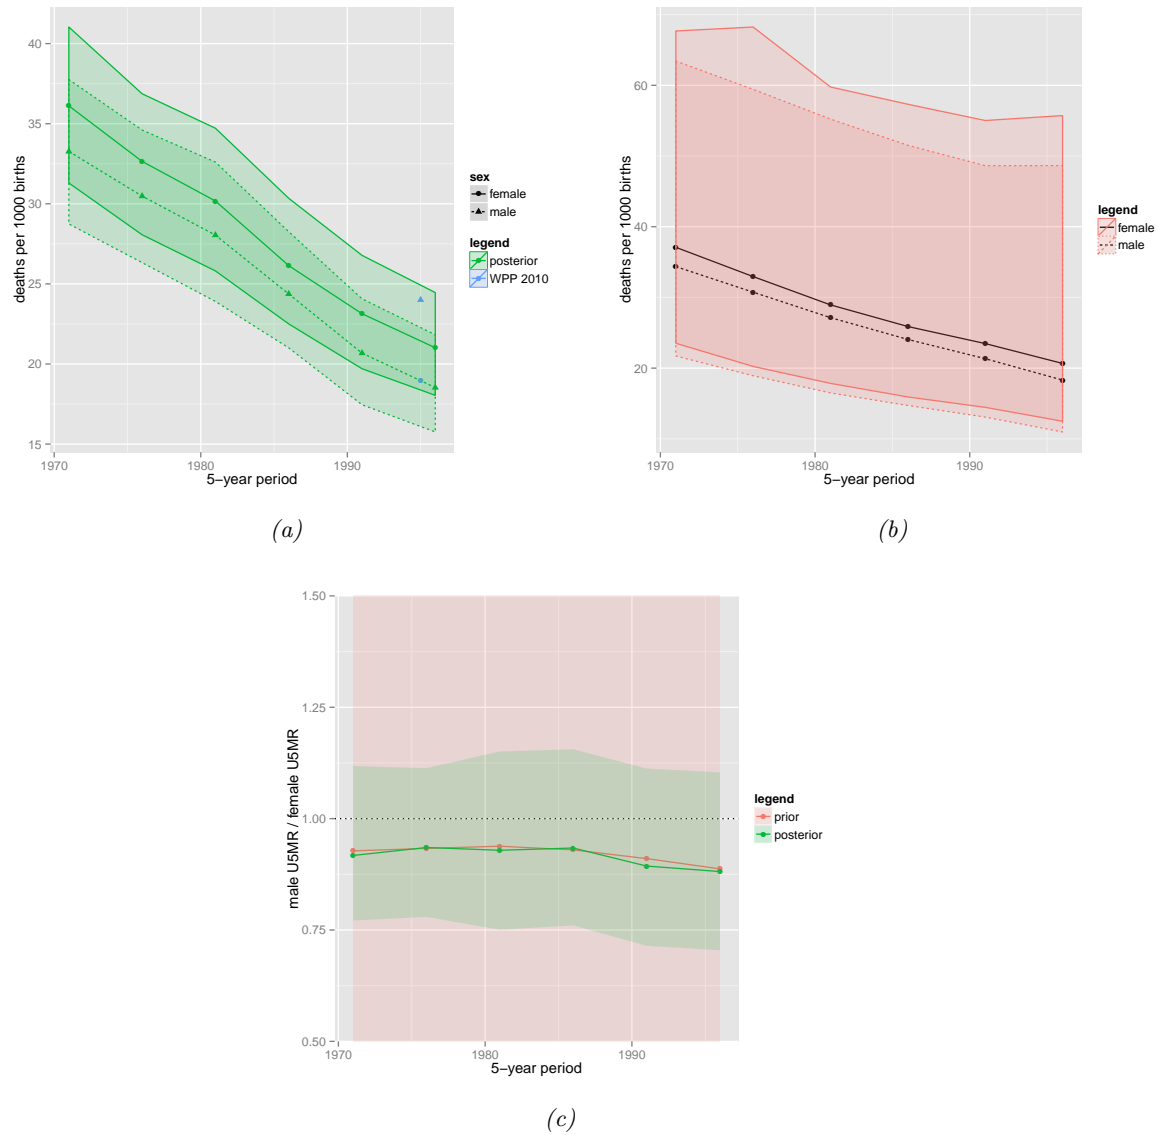 40
35
30
25
20
15
1970
1980
1990
deaths per 1000 births
5−year period
sex
female
male
legend
posterior
WPP 2010
(a)
60
40
20
1970
1980
1990
deaths per 1000 births
5−year period
legend
female
male
(b)
1.50
1.25
1.00
0.75
0.50
1970
1980
1990
male U5MR / female U5MR
5−year period
legend
prior
posterior
(c)